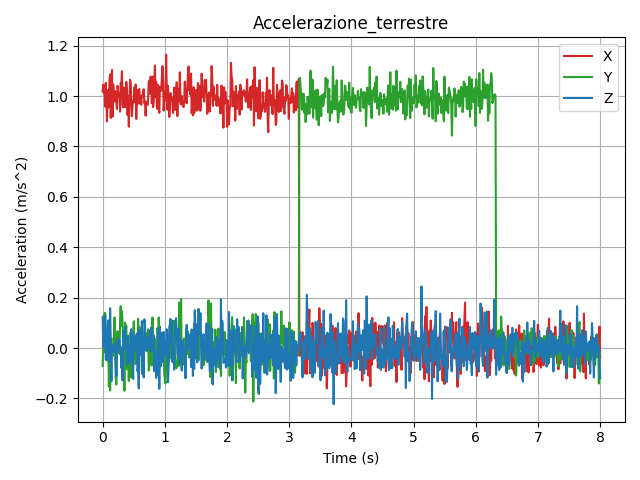 Accelerazione_terrestre
X
Y
Z
Acceleration (m/s^2)
1.2
1.0
0.8
0.6
0.4
0.2
0.0
−0.2
0 1 2 3 4 5 6 7 8
Time (s)